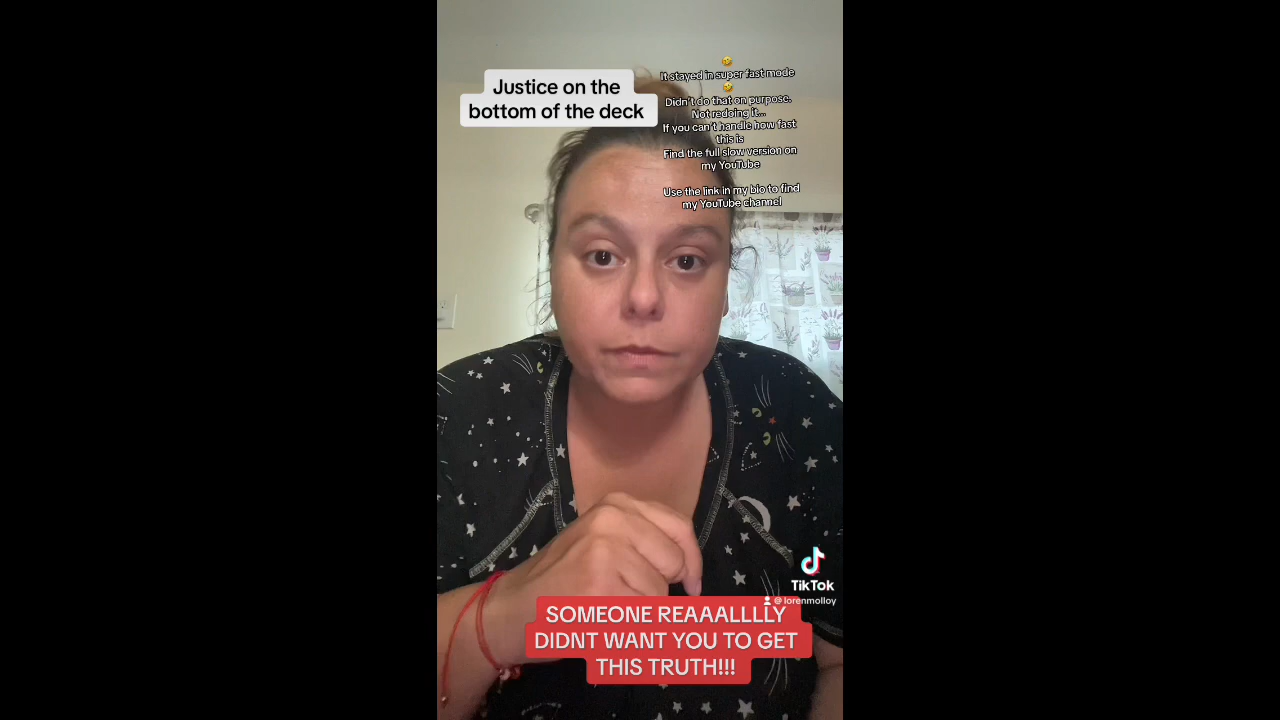 Justice on the
bottom of the deck
🤣
It stayed in super fast mode
🤣
Didn't do that on purpose.
Not redoing it...
If you can't handle how fast
this is
Find the full slow version on
my YouTube
Use the link in my bio to find
my YouTube channel
TikTok
@lorenmolloy
SOMEONE REAAALLLLY
DIDNT WANT YOU TO GET
THIS TRUTH!!!